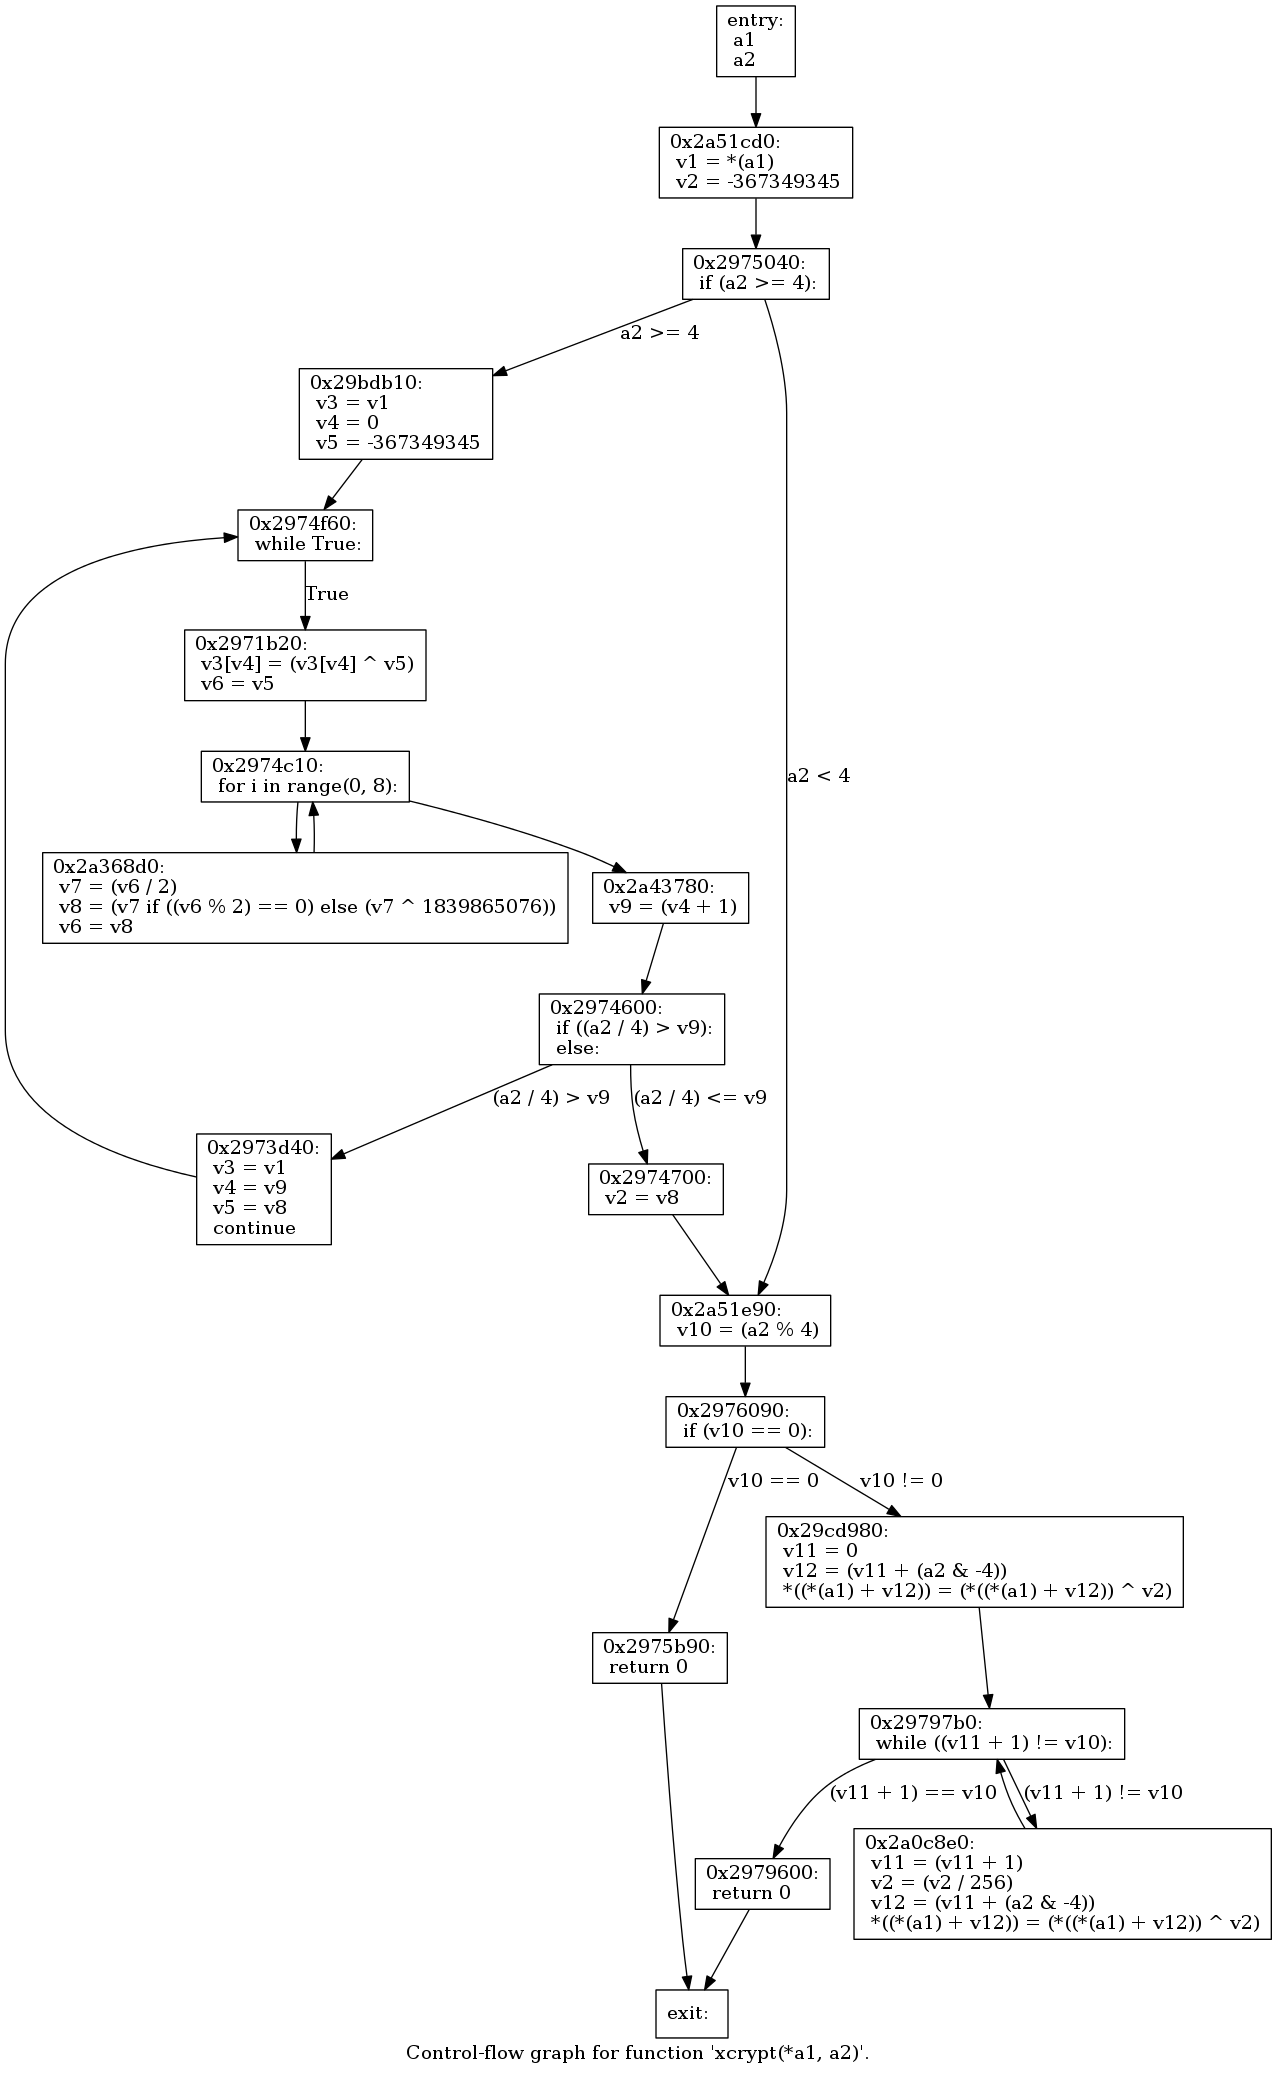 entry:
a1
a2
0x2a51cd0:
v1 = *(a1)
v2 = -367349345
0x2975040:
if (a2 >= 4):
a2 >= 4
0x29bdb10:
v3 = v1
v4 = 0
v5 = -367349345
0x2974f60:
while True:
True
0x2971b20:
v3[v4] = (v3[v4] ^ v5)
v6 = v5
0x2974c10:
for i in range(0, 8):
a2 < 4
0x2a368d0:
v7 = (v6 / 2)
v8 = (v7 if ((v6 % 2) == 0) else (v7 ^ 1839865076))
v6 = v8
0x2a43780:
v9 = (v4 + 1)
0x2974600:
if ((a2 / 4) > v9):
else:
(a2 / 4) > v9
(a2 / 4) <= v9
0x2973d40:
v3 = v1
v4 = v9
v5 = v8
continue
0x2974700:
v2 = v8
0x2a51e90:
v10 = (a2 % 4)
0x2976090:
if (v10 == 0):
v10 == 0
v10 != 0
0x29cd980:
v11 = 0
v12 = (v11 + (a2 & -4))
*((*(a1) + v12)) = (*((*(a1) + v12)) ^ v2)
0x2975b90:
return 0
0x29797b0:
while ((v11 + 1) != v10):
(v11 + 1) == v10
(v11 + 1) != v10
0x2a0c8e0:
v11 = (v11 + 1)
v2 = (v2 / 256)
v12 = (v11 + (a2 & -4))
*((*(a1) + v12)) = (*((*(a1) + v12)) ^ v2)
0x2979600:
return 0
exit:
Control-flow graph for function 'xcrypt(*a1, a2)'.